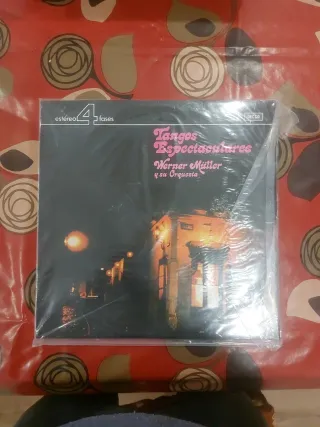 estéreo 4 fases
Tangos
Espectaculares
Werner Müller
y su Orquesta